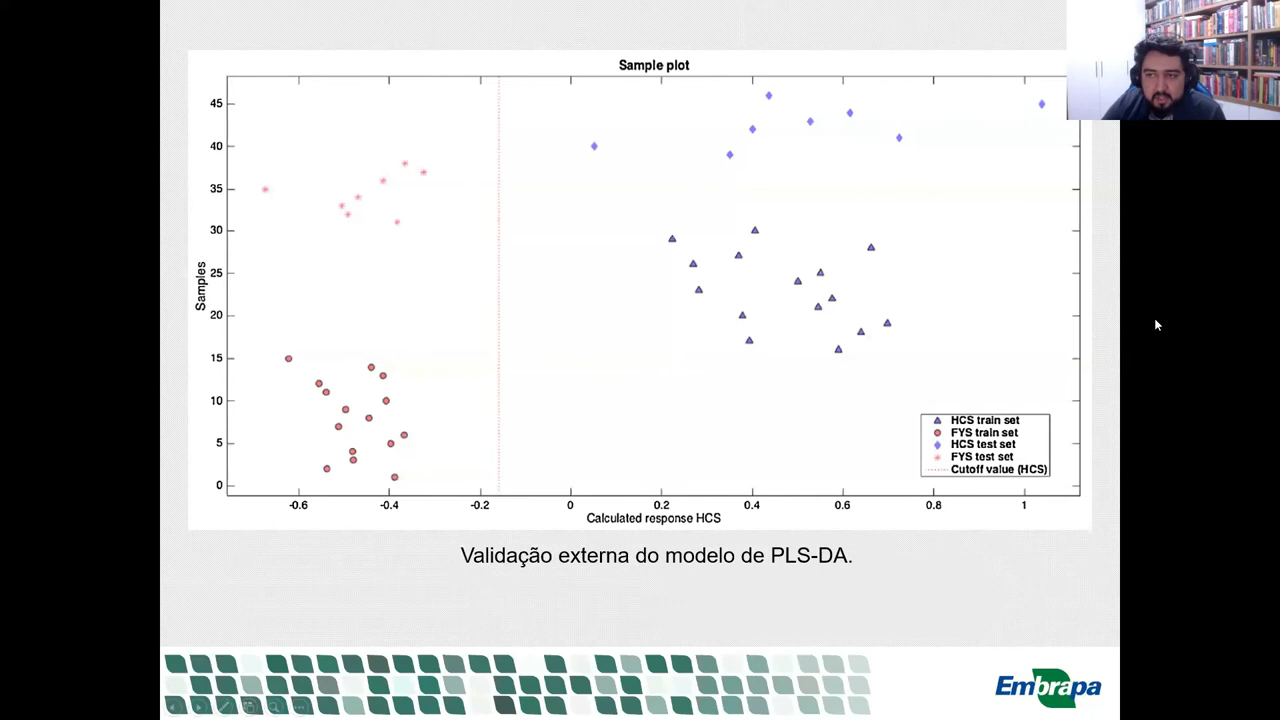 Sample plot
45
40
35
30
25
20
15
10
5
0
Samples
-0.6
-0.4
-0.2
0
0.2
0.4
0.6
0.8
1
Calculated response HCS
HCS train set
FYS train set
HCS test set
FYS test set
Cutoff value (HCS)
Validação externa do modelo de PLS-DA.
Embrapa